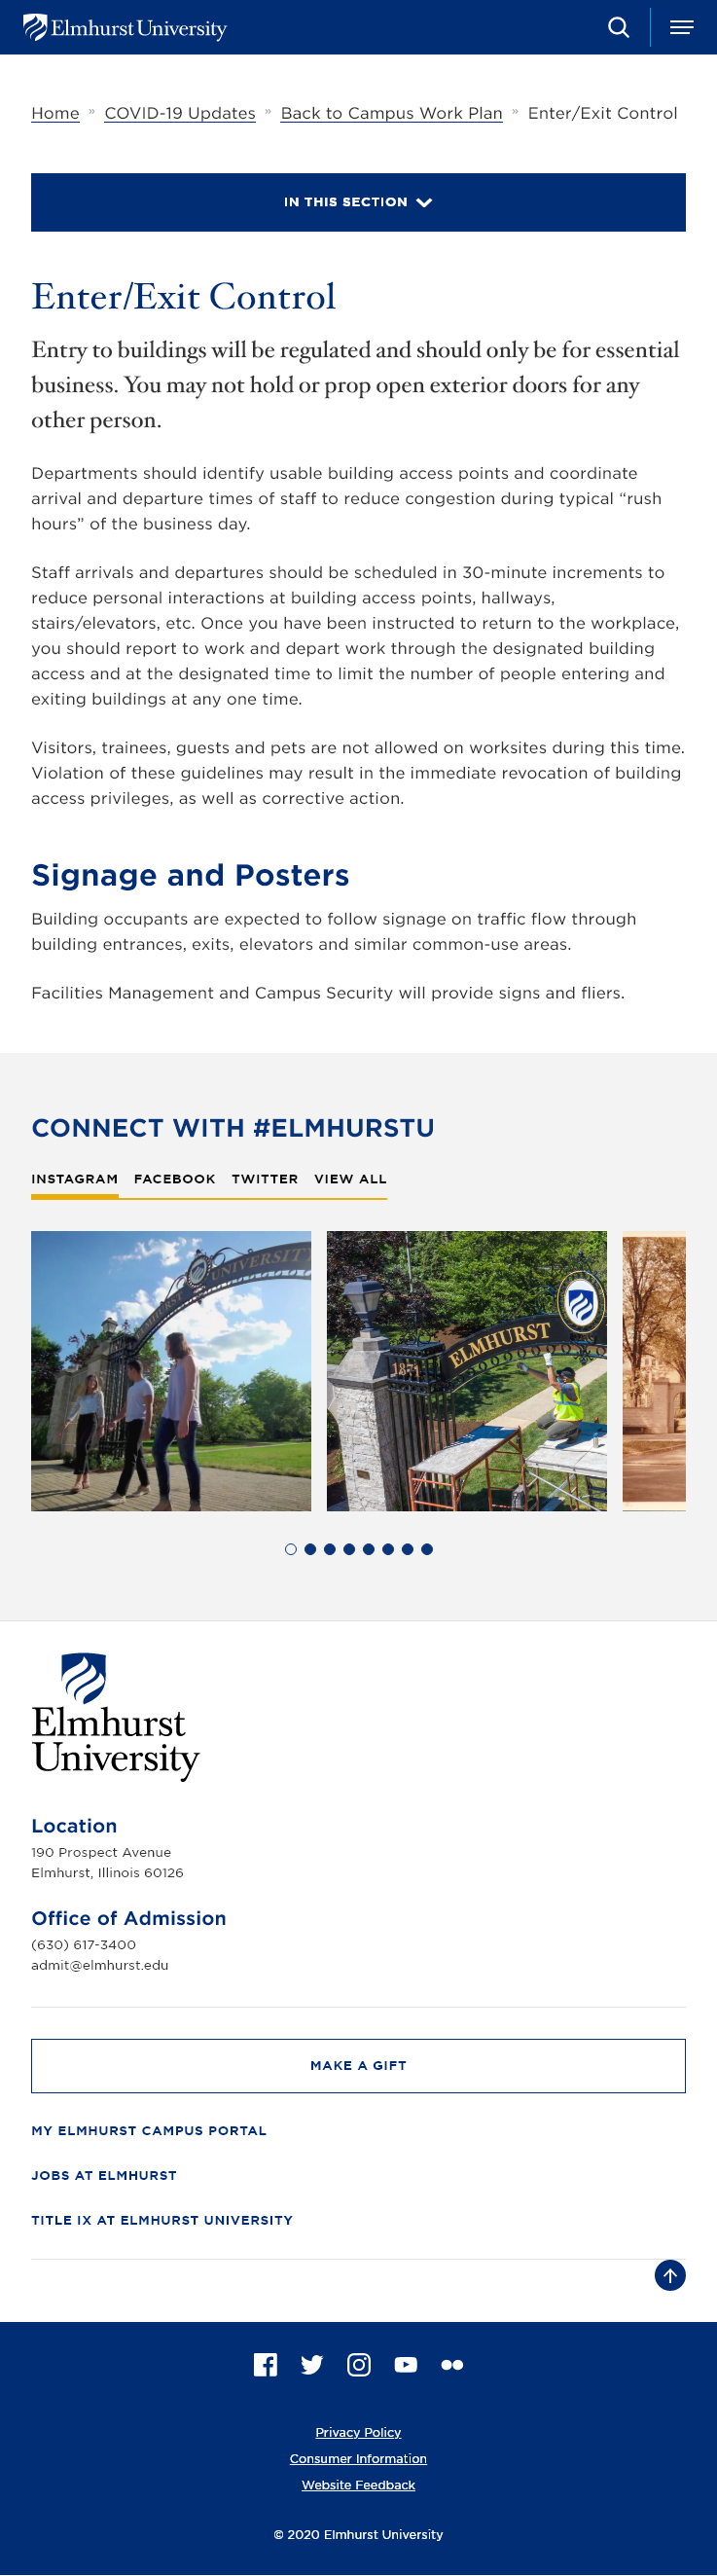 Elmhurst University
Home » COVID-19 Updates » Back to Campus Work Plan » Enter/Exit Control
IN THIS SECTION
Enter/Exit Control
Entry to buildings will be regulated and should only be for essential
business. You may not hold or prop open exterior doors for any
other person.
Departments should identify usable building access points and coordinate
arrival and departure times of staff to reduce congestion during typical “rush
hours” of the business day.
Staff arrivals and departures should be scheduled in 30-minute increments to
reduce personal interactions at building access points, hallways,
stairs/elevators, etc. Once you have been instructed to return to the workplace,
you should report to work and depart work through the designated building
access and at the designated time to limit the number of people entering and
exiting buildings at any one time.
Visitors, trainees, guests and pets are not allowed on worksites during this time.
Violation of these guidelines may result in the immediate revocation of building
access privileges, as well as corrective action.
Signage and Posters
Building occupants are expected to follow signage on traffic flow through
building entrances, exits, elevators and similar common-use areas.
Facilities Management and Campus Security will provide signs and fliers.
CONNECT WITH #ELMHURSTU
INSTAGRAM FACEBOOK TWITTER VIEW ALL
UNIVERSITY
1871 ELMHURST
Elmhurst
University
Location
190 Prospect Avenue
Elmhurst, Illinois 60126
Office of Admission
(630) 617-3400
admit@elmhurst.edu
MAKE A GIFT
MY ELMHURST CAMPUS PORTAL
JOBS AT ELMHURST
TITLE IX AT ELMHURST UNIVERSITY
Privacy Policy
Consumer Information
Website Feedback
© 2020 Elmhurst University